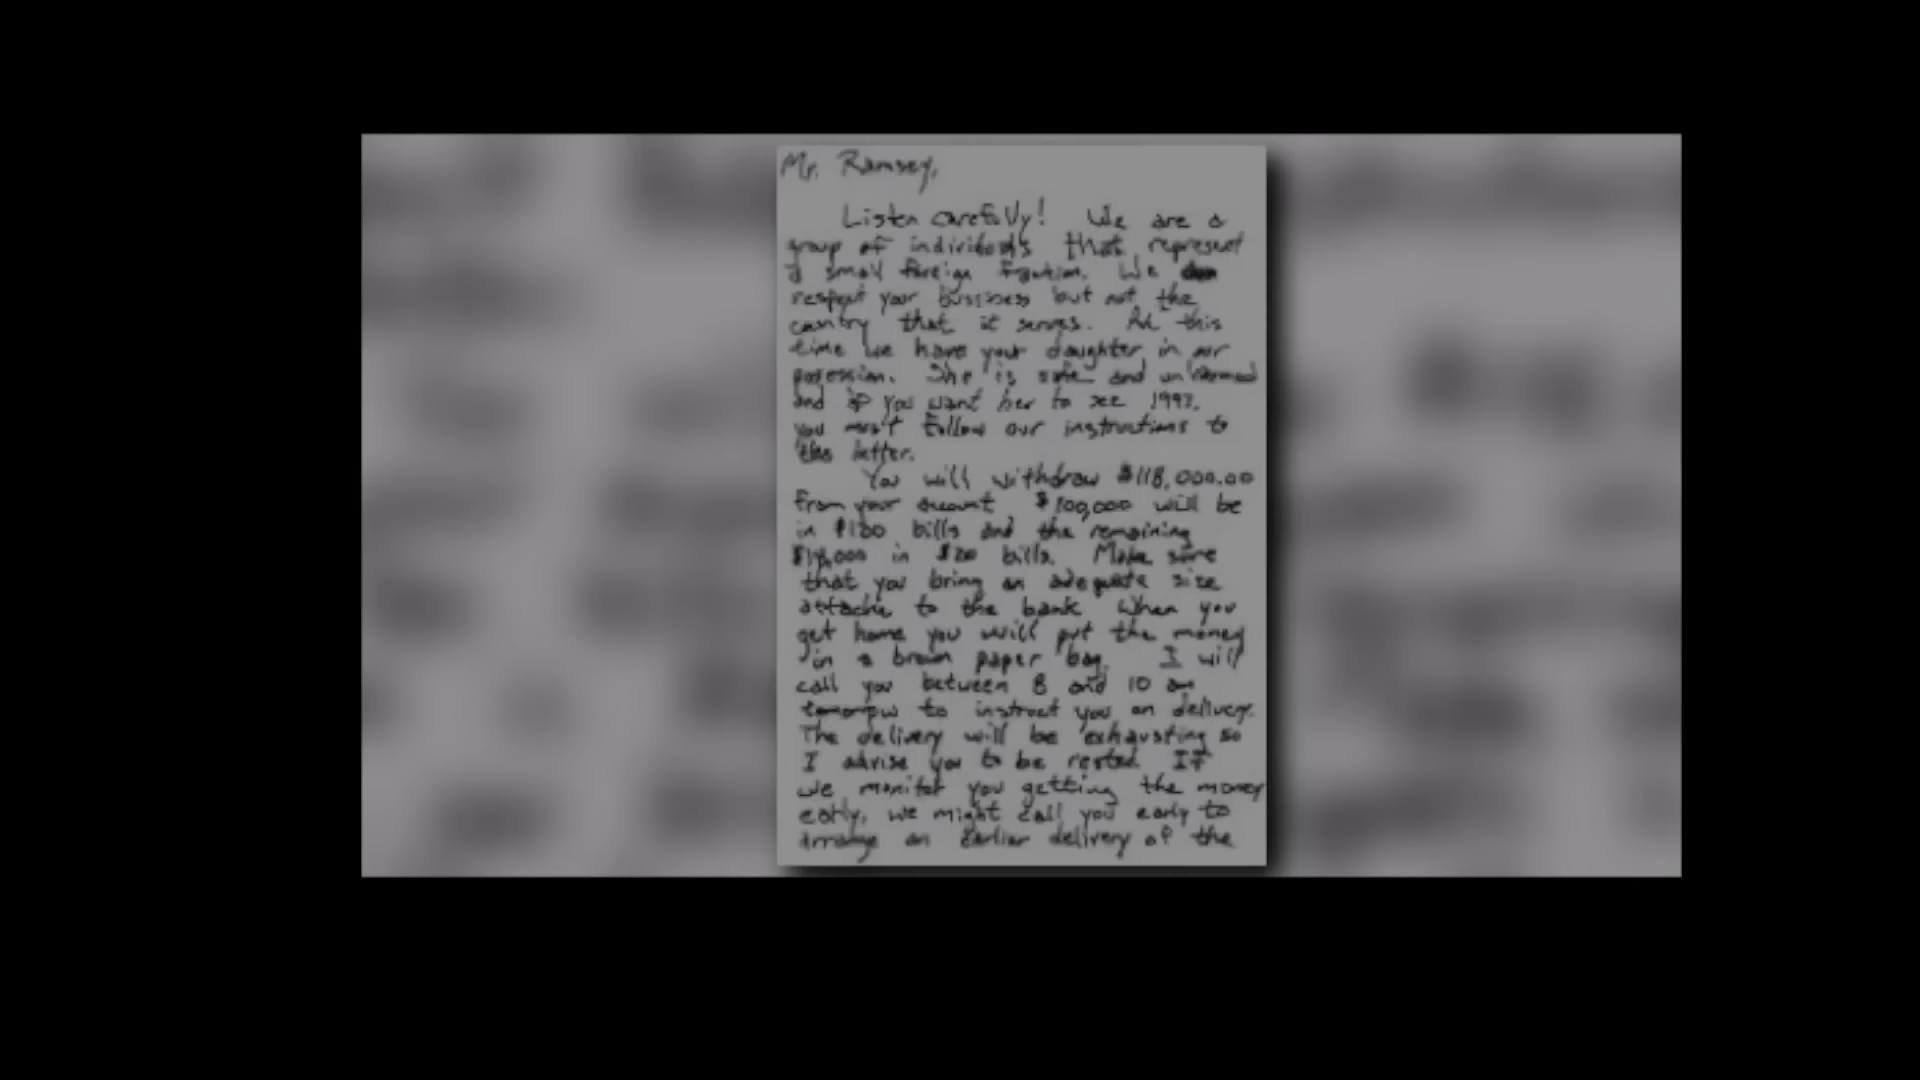 Mr. Ramsey,
Listen carefully! We are a
group of individuals that represent
a small foreign faction. We
respect your bussiness but not the
country that it serves. At this
time we have your daughter in our
posession. She is safe and unharmed
and if you want her to see 1997,
you must follow our instructions to
the letter.
You will withdraw $118,000.00
from your account. $100,000 will be
in $100 bills and the remaining
$18,000 in $20 bills. Make sure
that you bring an adequate size
attache to the bank. When you
get home you will put the money
in a brown paper bag. I will
call you between 8 and 10 am
tomorrow to instruct you on delivery.
The delivery will be exhausting so
I advise you to be rested. If
we monitor you getting the money
early, we might call you early to
arrange an earlier delivery of the